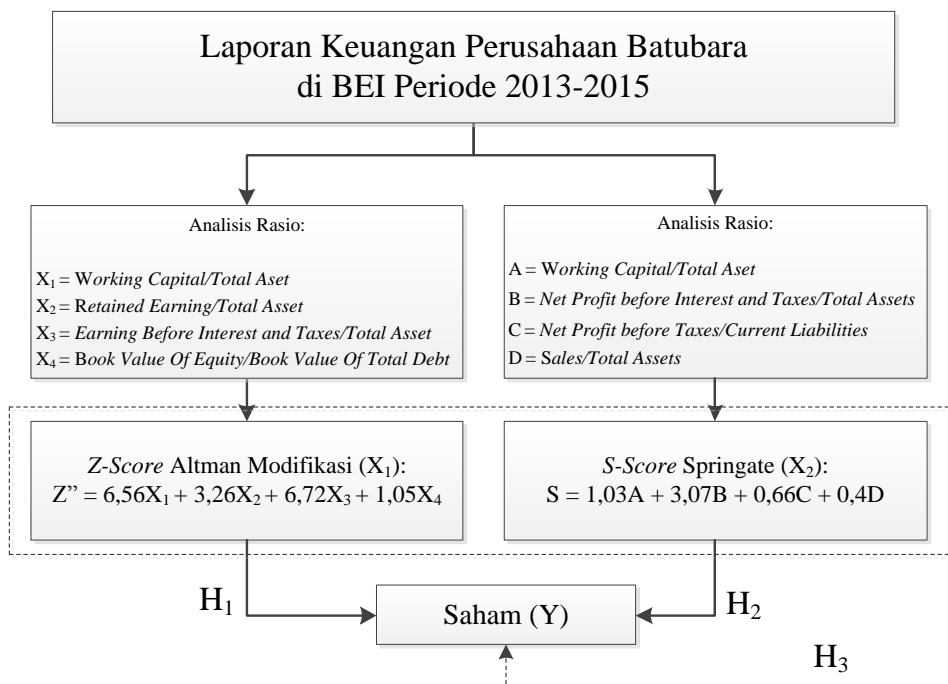 Laporan Keuangan Perusahaan Batubara
di BEI Periode 2013-2015
Analisis Rasio:
X₁ = Working Capital/Total Aset
X₂ = Retained Earning/Total Asset
X₃ = Earning Before Interest and Taxes/Total Asset
X₄ = Book Value Of Equity/Book Value Of Total Debt
Analisis Rasio:
A = Working Capital/Total Aset
B = Net Profit before Interest and Taxes/Total Assets
C = Net Profit before Taxes/Current Liabilities
D = Sales/Total Assets
Z-Score Altman Modifikasi (X₁):
Z” = 6,56X₁ + 3,26X₂ + 6,72X₃ + 1,05X₄
S-Score Springate (X₂):
S = 1,03A + 3,07B + 0,66C + 0,4D
H₁
Saham (Y)
H₂
H₃